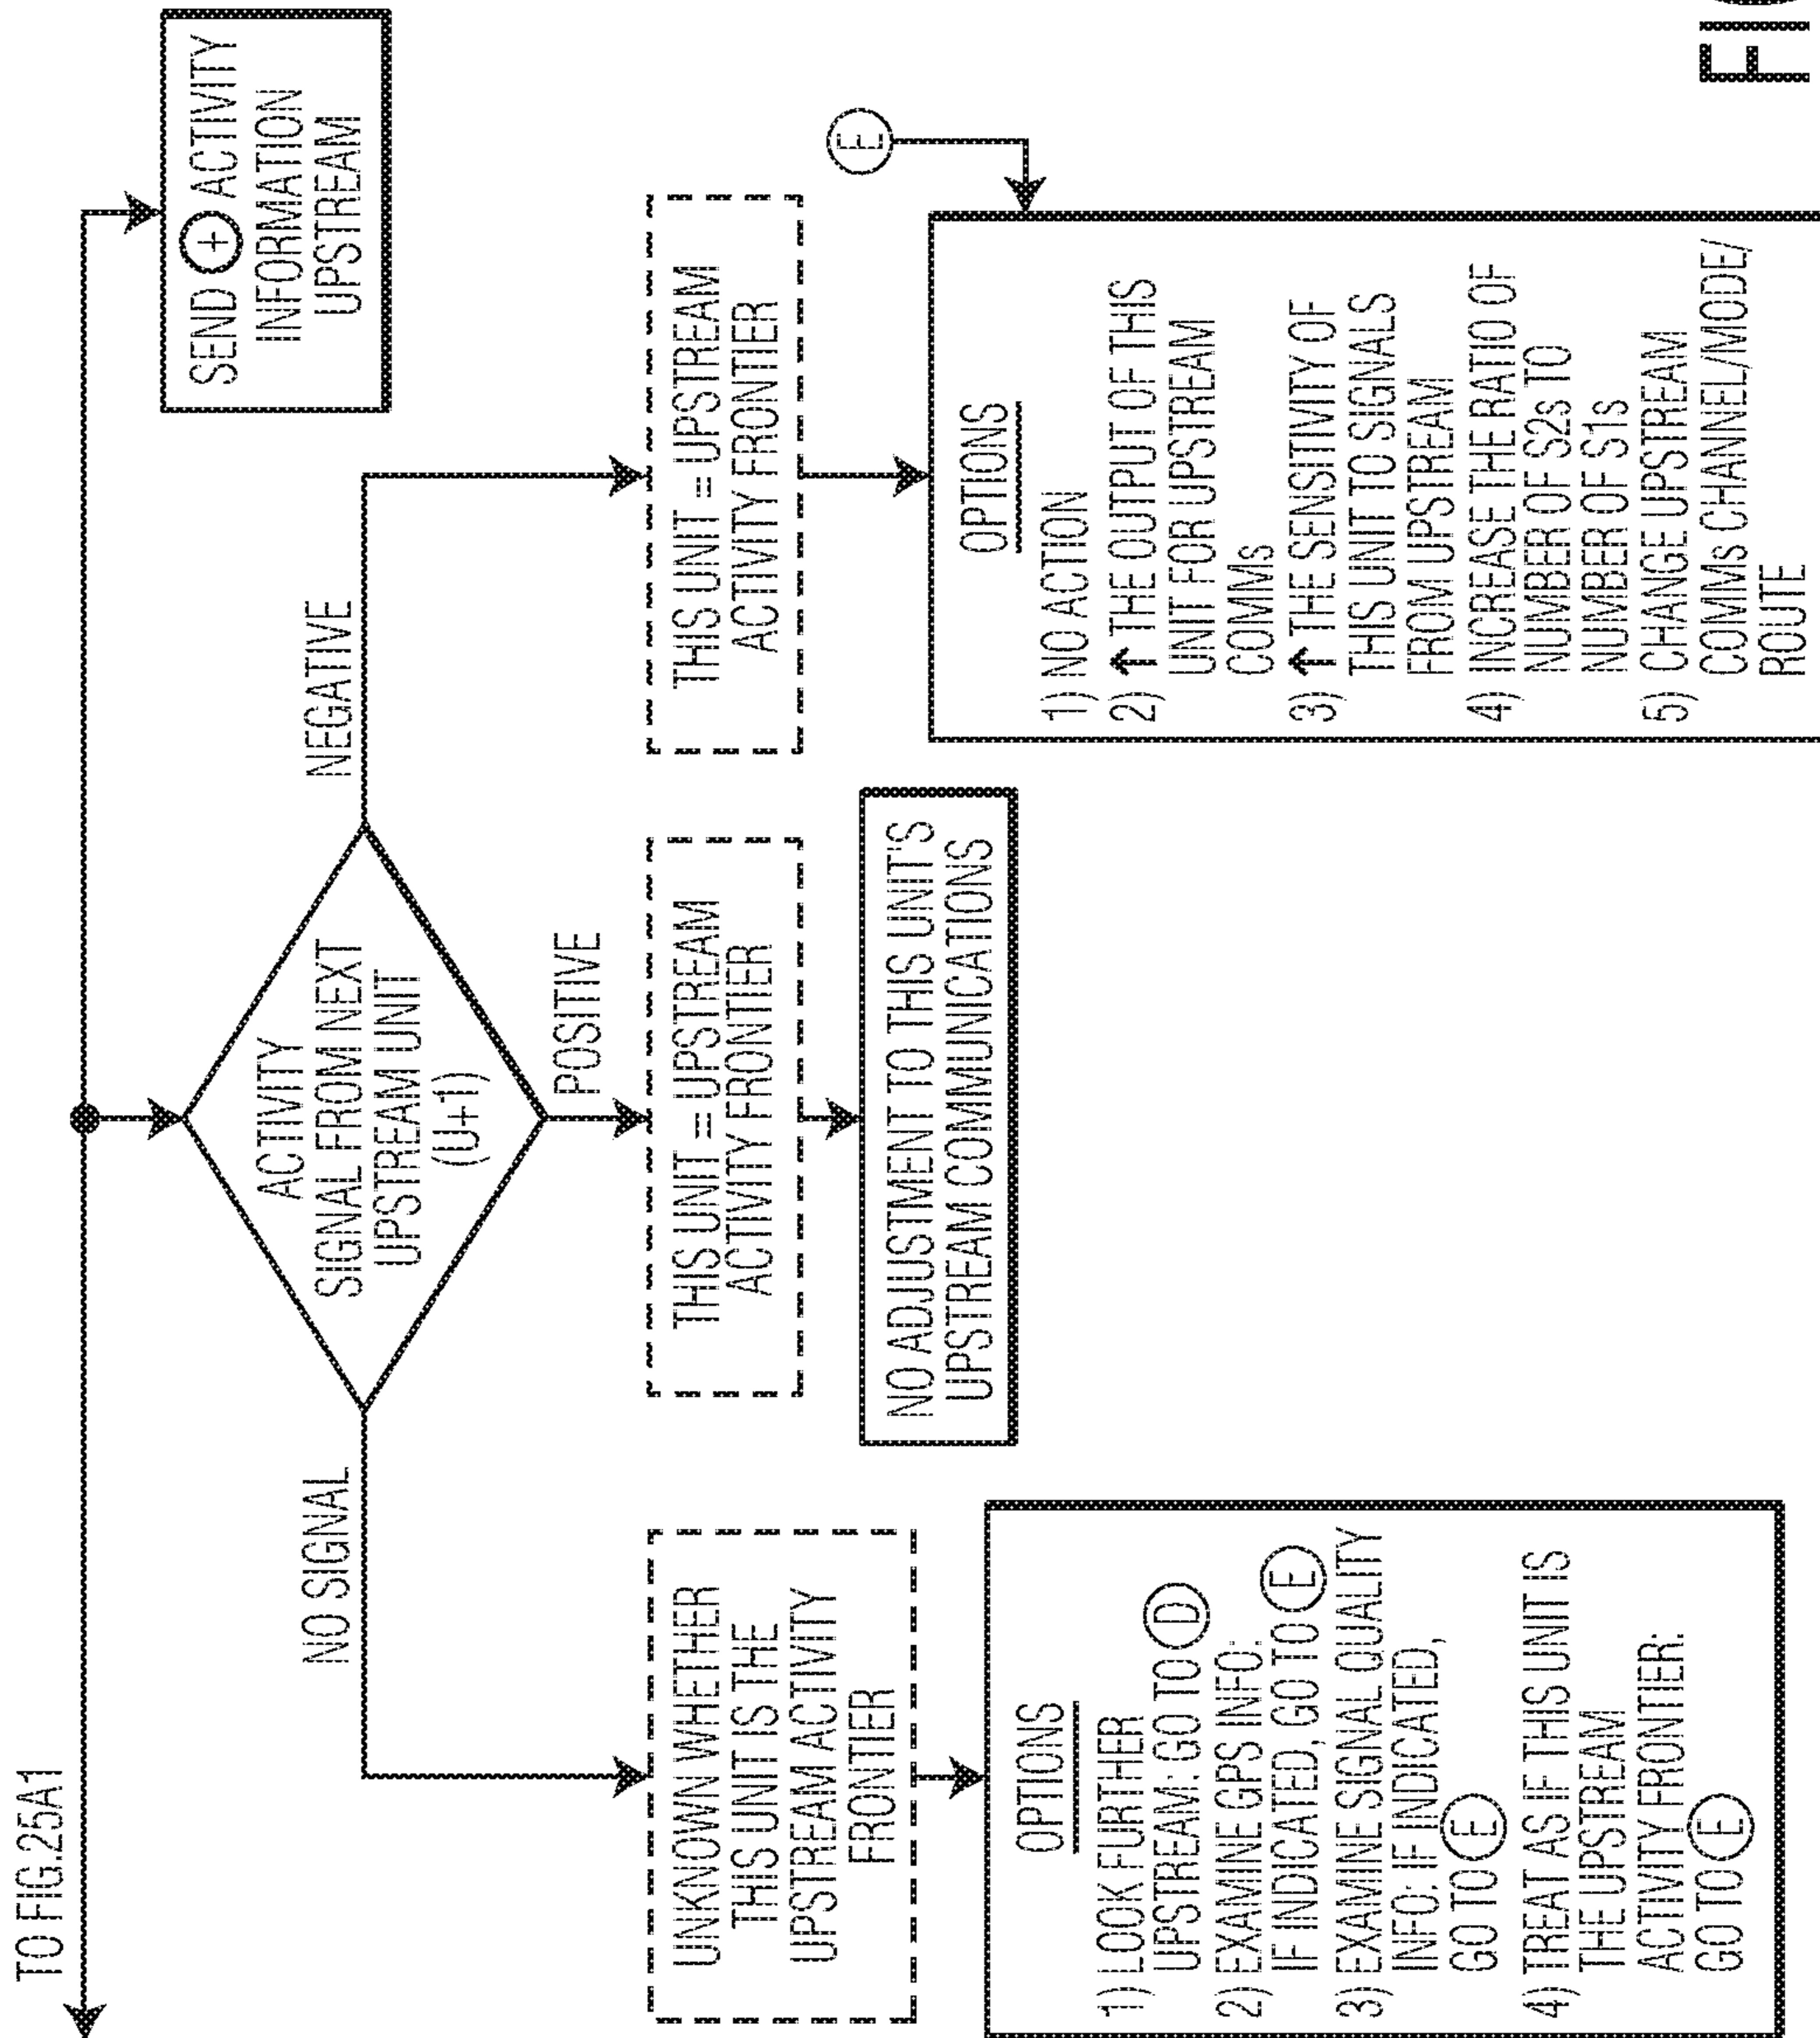 TO FIG.25A1
SEND + ACTIVITY
INFORMATION
UPSTREAM
ACTIVITY
SIGNAL FROM NEXT
UPSTREAM UNIT
(U+1)
NO SIGNAL
POSITIVE
NEGATIVE
UNKNOWN WHETHER
THIS UNIT IS THE
UPSTREAM ACTIVITY
FRONTIER
THIS UNIT = UPSTREAM
ACTIVITY FRONTIER
THIS UNIT = UPSTREAM
ACTIVITY FRONTIER
NO ADJUSTMENT TO THIS UNIT'S
UPSTREAM COMMUNICATIONS
E
OPTIONS
1) LOOK FURTHER
UPSTREAM: GO TO D
2) EXAMINE GPS INFO:
IF INDICATED, GO TO E
3) EXAMINE SIGNAL QUALITY
INFO: IF INDICATED,
GO TO E
4) TREAT AS IF THIS UNIT IS
THE UPSTREAM
ACTIVITY FRONTIER:
GO TO E
OPTIONS
1) NO ACTION
2) ↑ THE OUTPUT OF THIS
UNIT FOR UPSTREAM
COMMs
3) ↑ THE SENSITIVITY OF
THIS UNIT TO SIGNALS
FROM UPSTREAM
4) INCREASE THE RATIO OF
NUMBER OF S2s TO
NUMBER OF S1s
5) CHANGE UPSTREAM
COMMs CHANNEL/MODE/
ROUTE